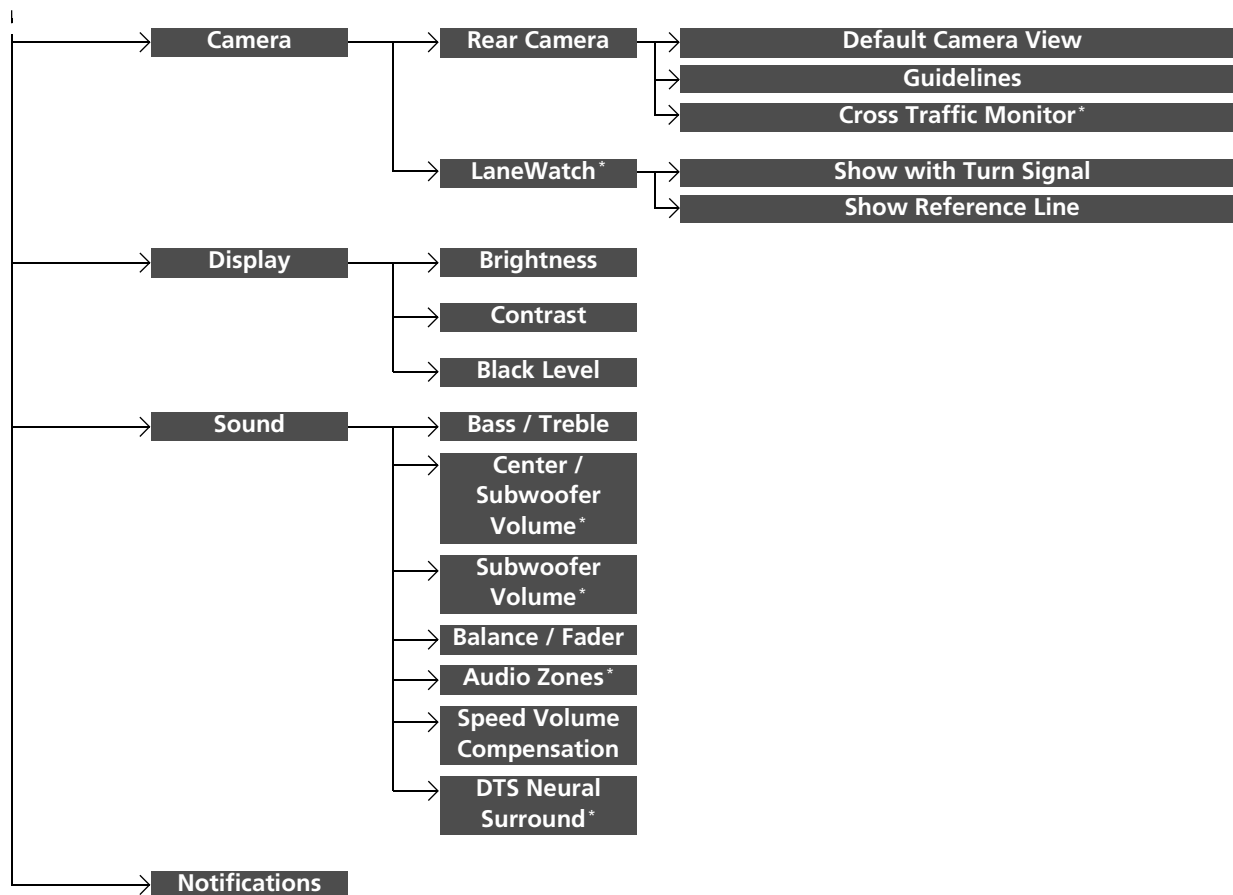 Camera
Rear Camera
Default Camera View
Guidelines
Cross Traffic Monitor*
LaneWatch*
Show with Turn Signal
Show Reference Line
Display
Brightness
Contrast
Black Level
Sound
Bass / Treble
Center /
Subwoofer
Volume*
Subwoofer
Volume*
Balance / Fader
Audio Zones*
Speed Volume
Compensation
DTS Neural
Surround*
Notifications